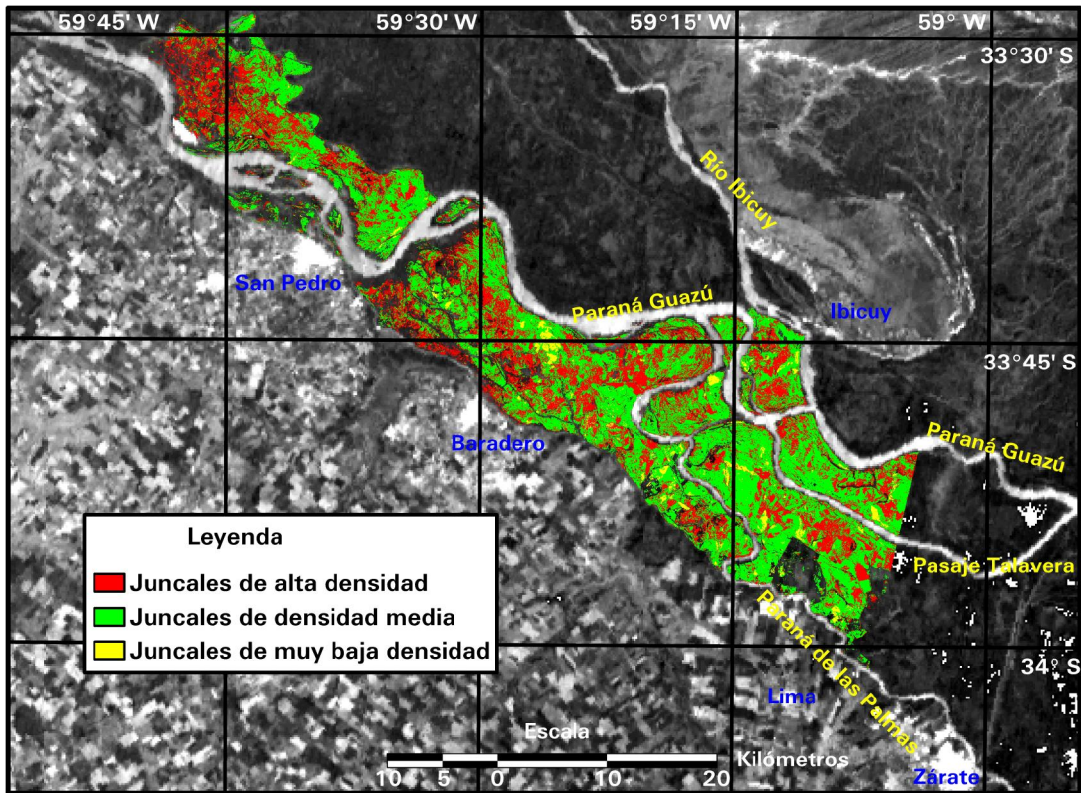 59°45' W
59°30' W
59°15' W
59° W
33°30' S
Río Ibicuy
San Pedro
Paraná Guazú
Ibicuy
33°45' S
Baradero
Paraná Guazú
Leyenda
Juncales de alta densidad
Juncales de densidad media
Juncales de muy baja densidad
Pasaje Talavera
Paraná de las Palmas
34° S
Lima
Escala
Kilómetros
10 5 0 10 20
Zárate